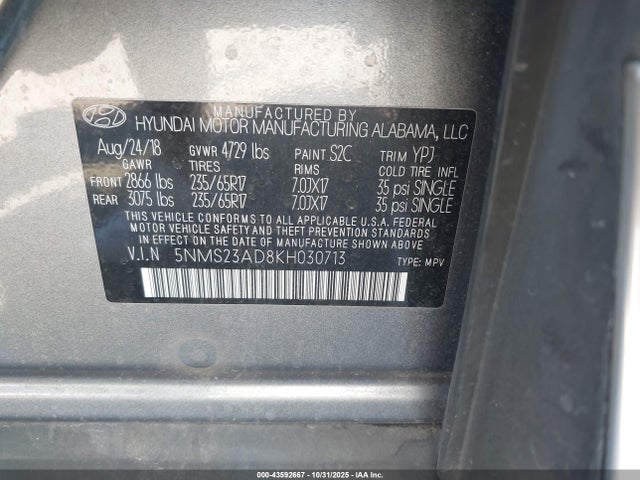 MANUFACTURED BY
HYUNDAI MOTOR MANUFACTURING ALABAMA, LLC
Aug/24/18 GVWR 4729 lbs PAINT S2C TRIM YPJ
GAWR TIRES RIMS COLD TIRE INFL
FRONT 2866 lbs 235/65R17 7.0JX17 35 psi SINGLE
REAR 3075 lbs 235/65R17 7.0JX17 35 psi SINGLE
THIS VEHICLE CONFORMS TO ALL APPLICABLE U.S.A. FEDERAL
MOTOR VEHICLE SAFETY AND THEFT PREVENTION STANDARDS
IN EFFECT ON THE DATE OF MANUFACTURE SHOWN ABOVE.
V.I.N 5NMS23AD8KH030713 TYPE: MPV
000-43592667 - 10/31/2025 - IAA Inc.